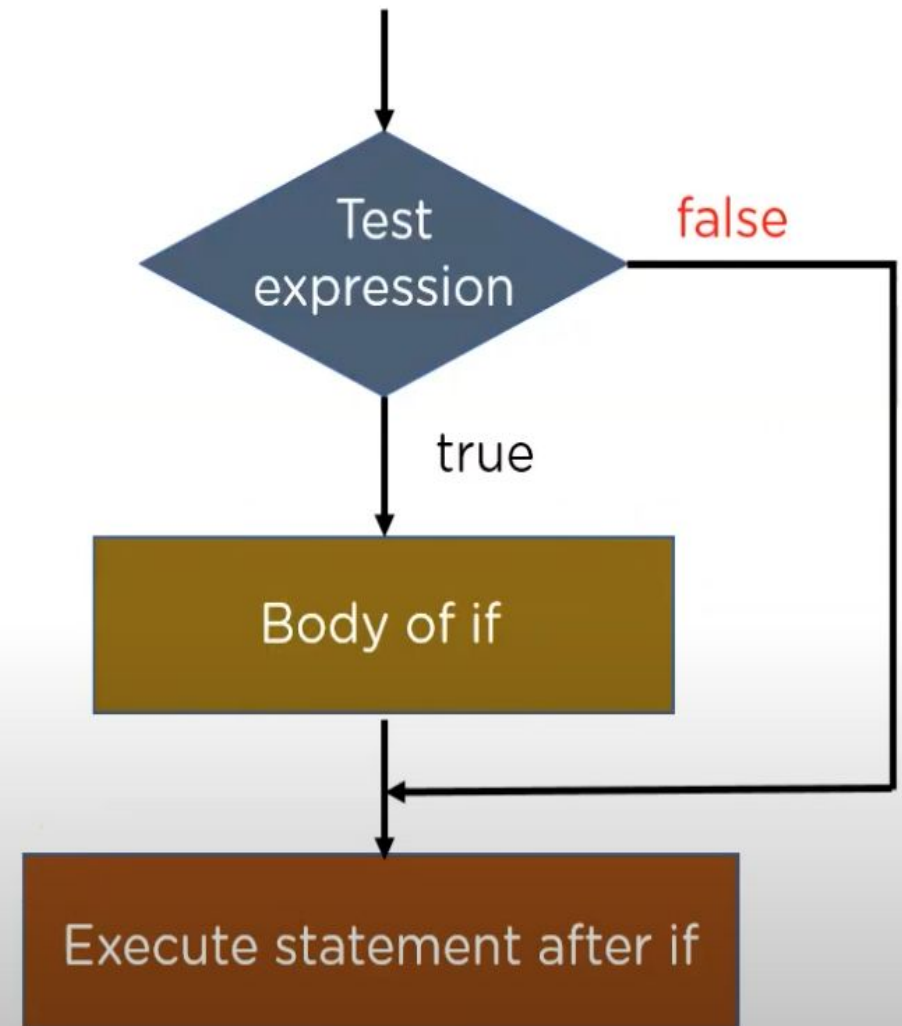 Test
expression
false
true
Body of if
Execute statement after if